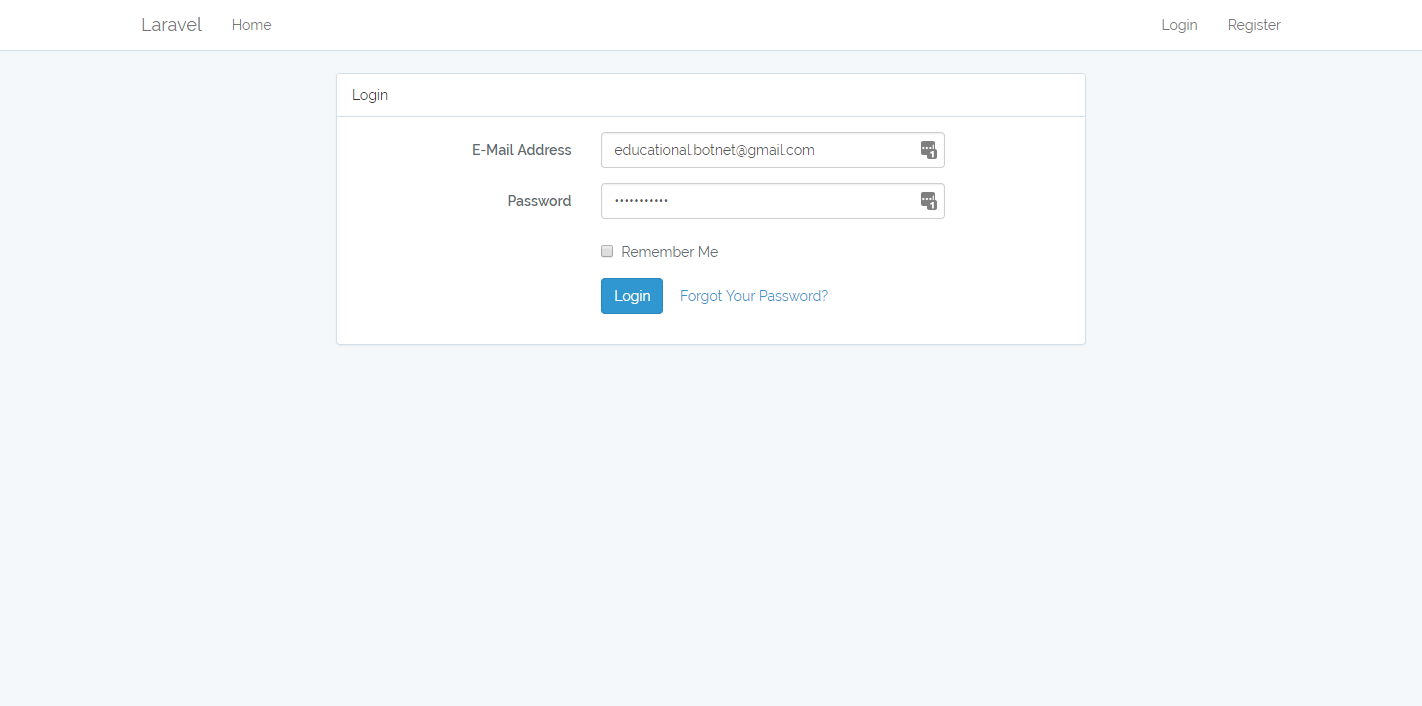 Laravel Home Login Register
Login
E-Mail Address educational.botnet@gmail.com
Password •••••••••••
Remember Me
Login Forgot Your Password?